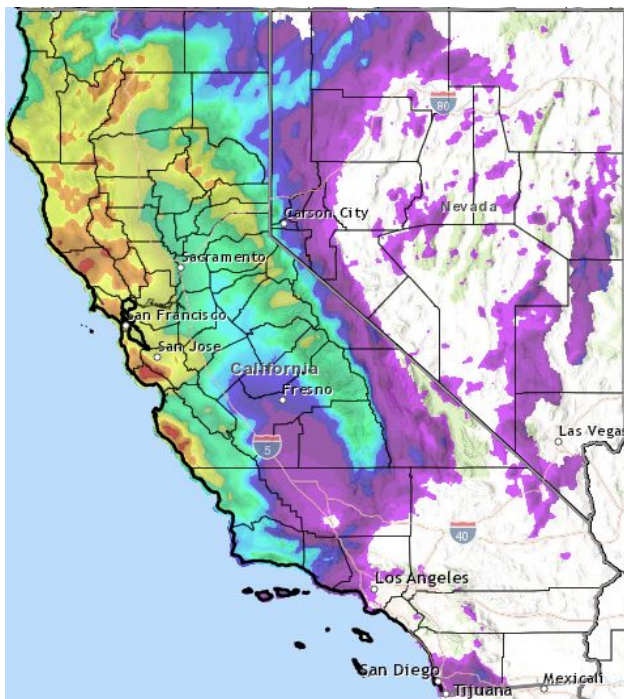 80
Carson City
Nevada
Sacramento
San Francisco
San Jose
California
Fresno
5
Las Vegas
40
Los Angeles
San Diego
Tijuana
Mexicali